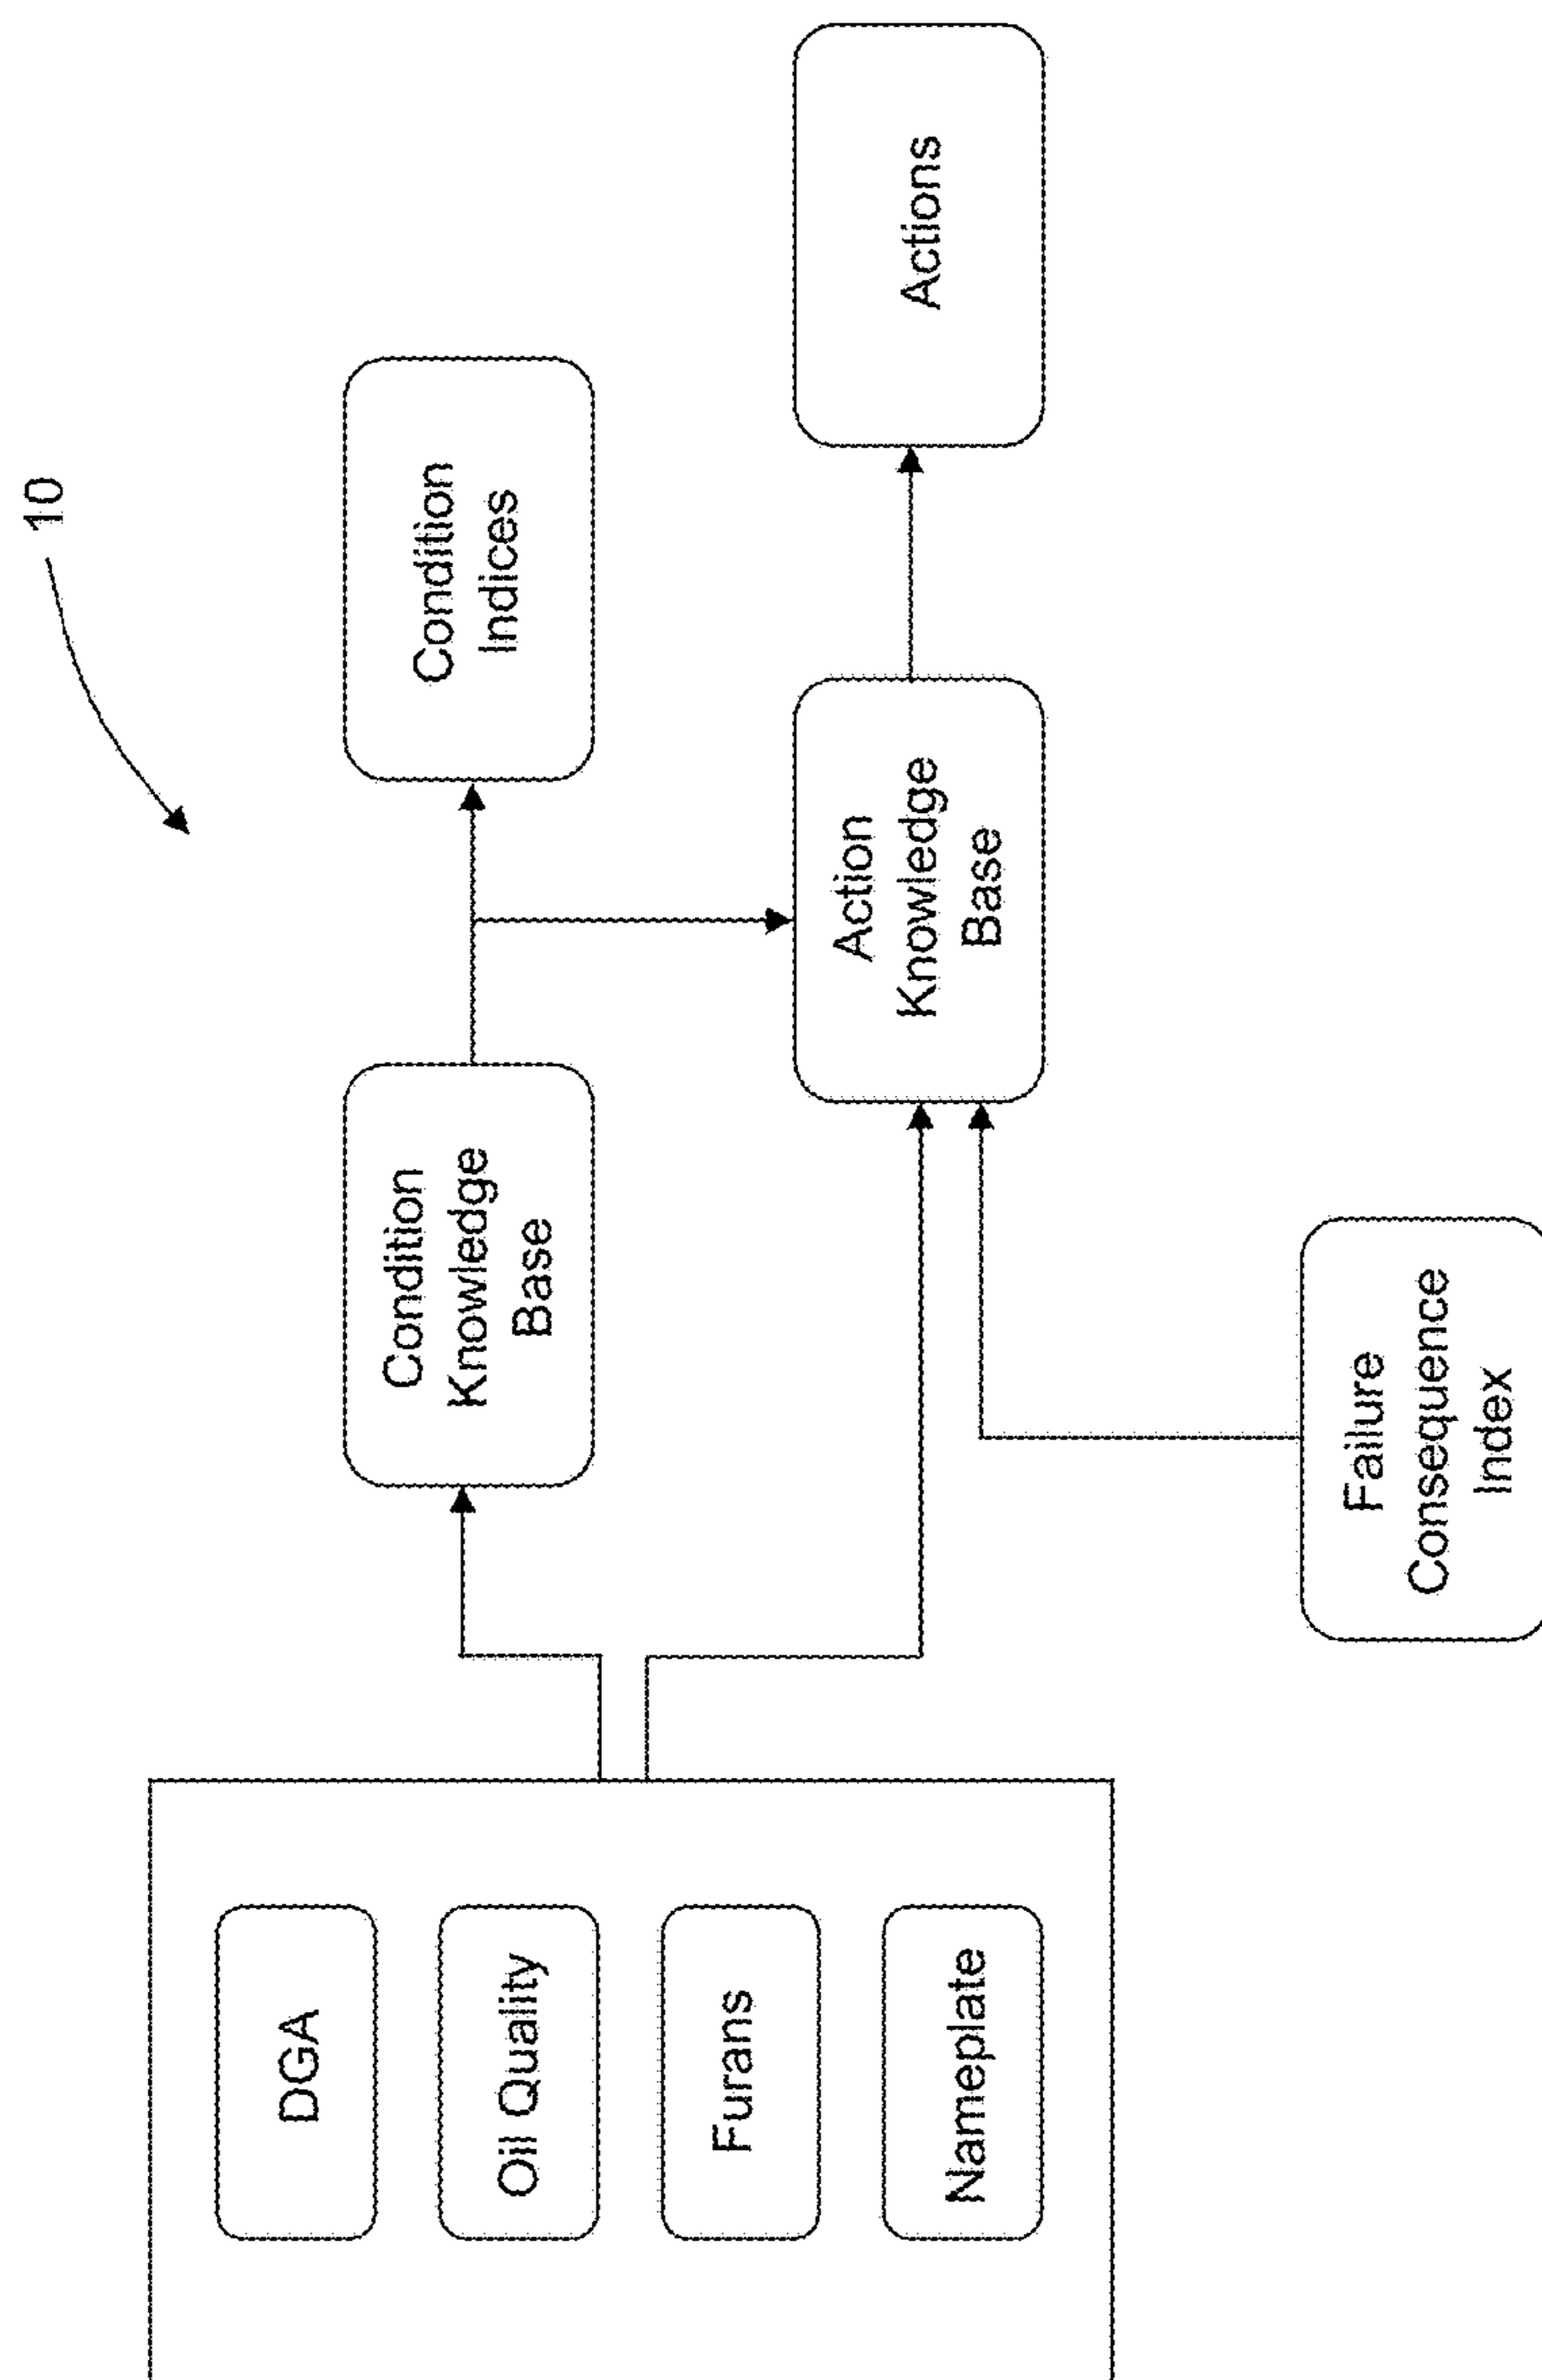 10
DGA
Oil Quality
Furans
Nameplate
Condition
Knowledge
Base
Condition
Indices
Action
Knowledge
Base
Actions
Failure
Consequence
Index